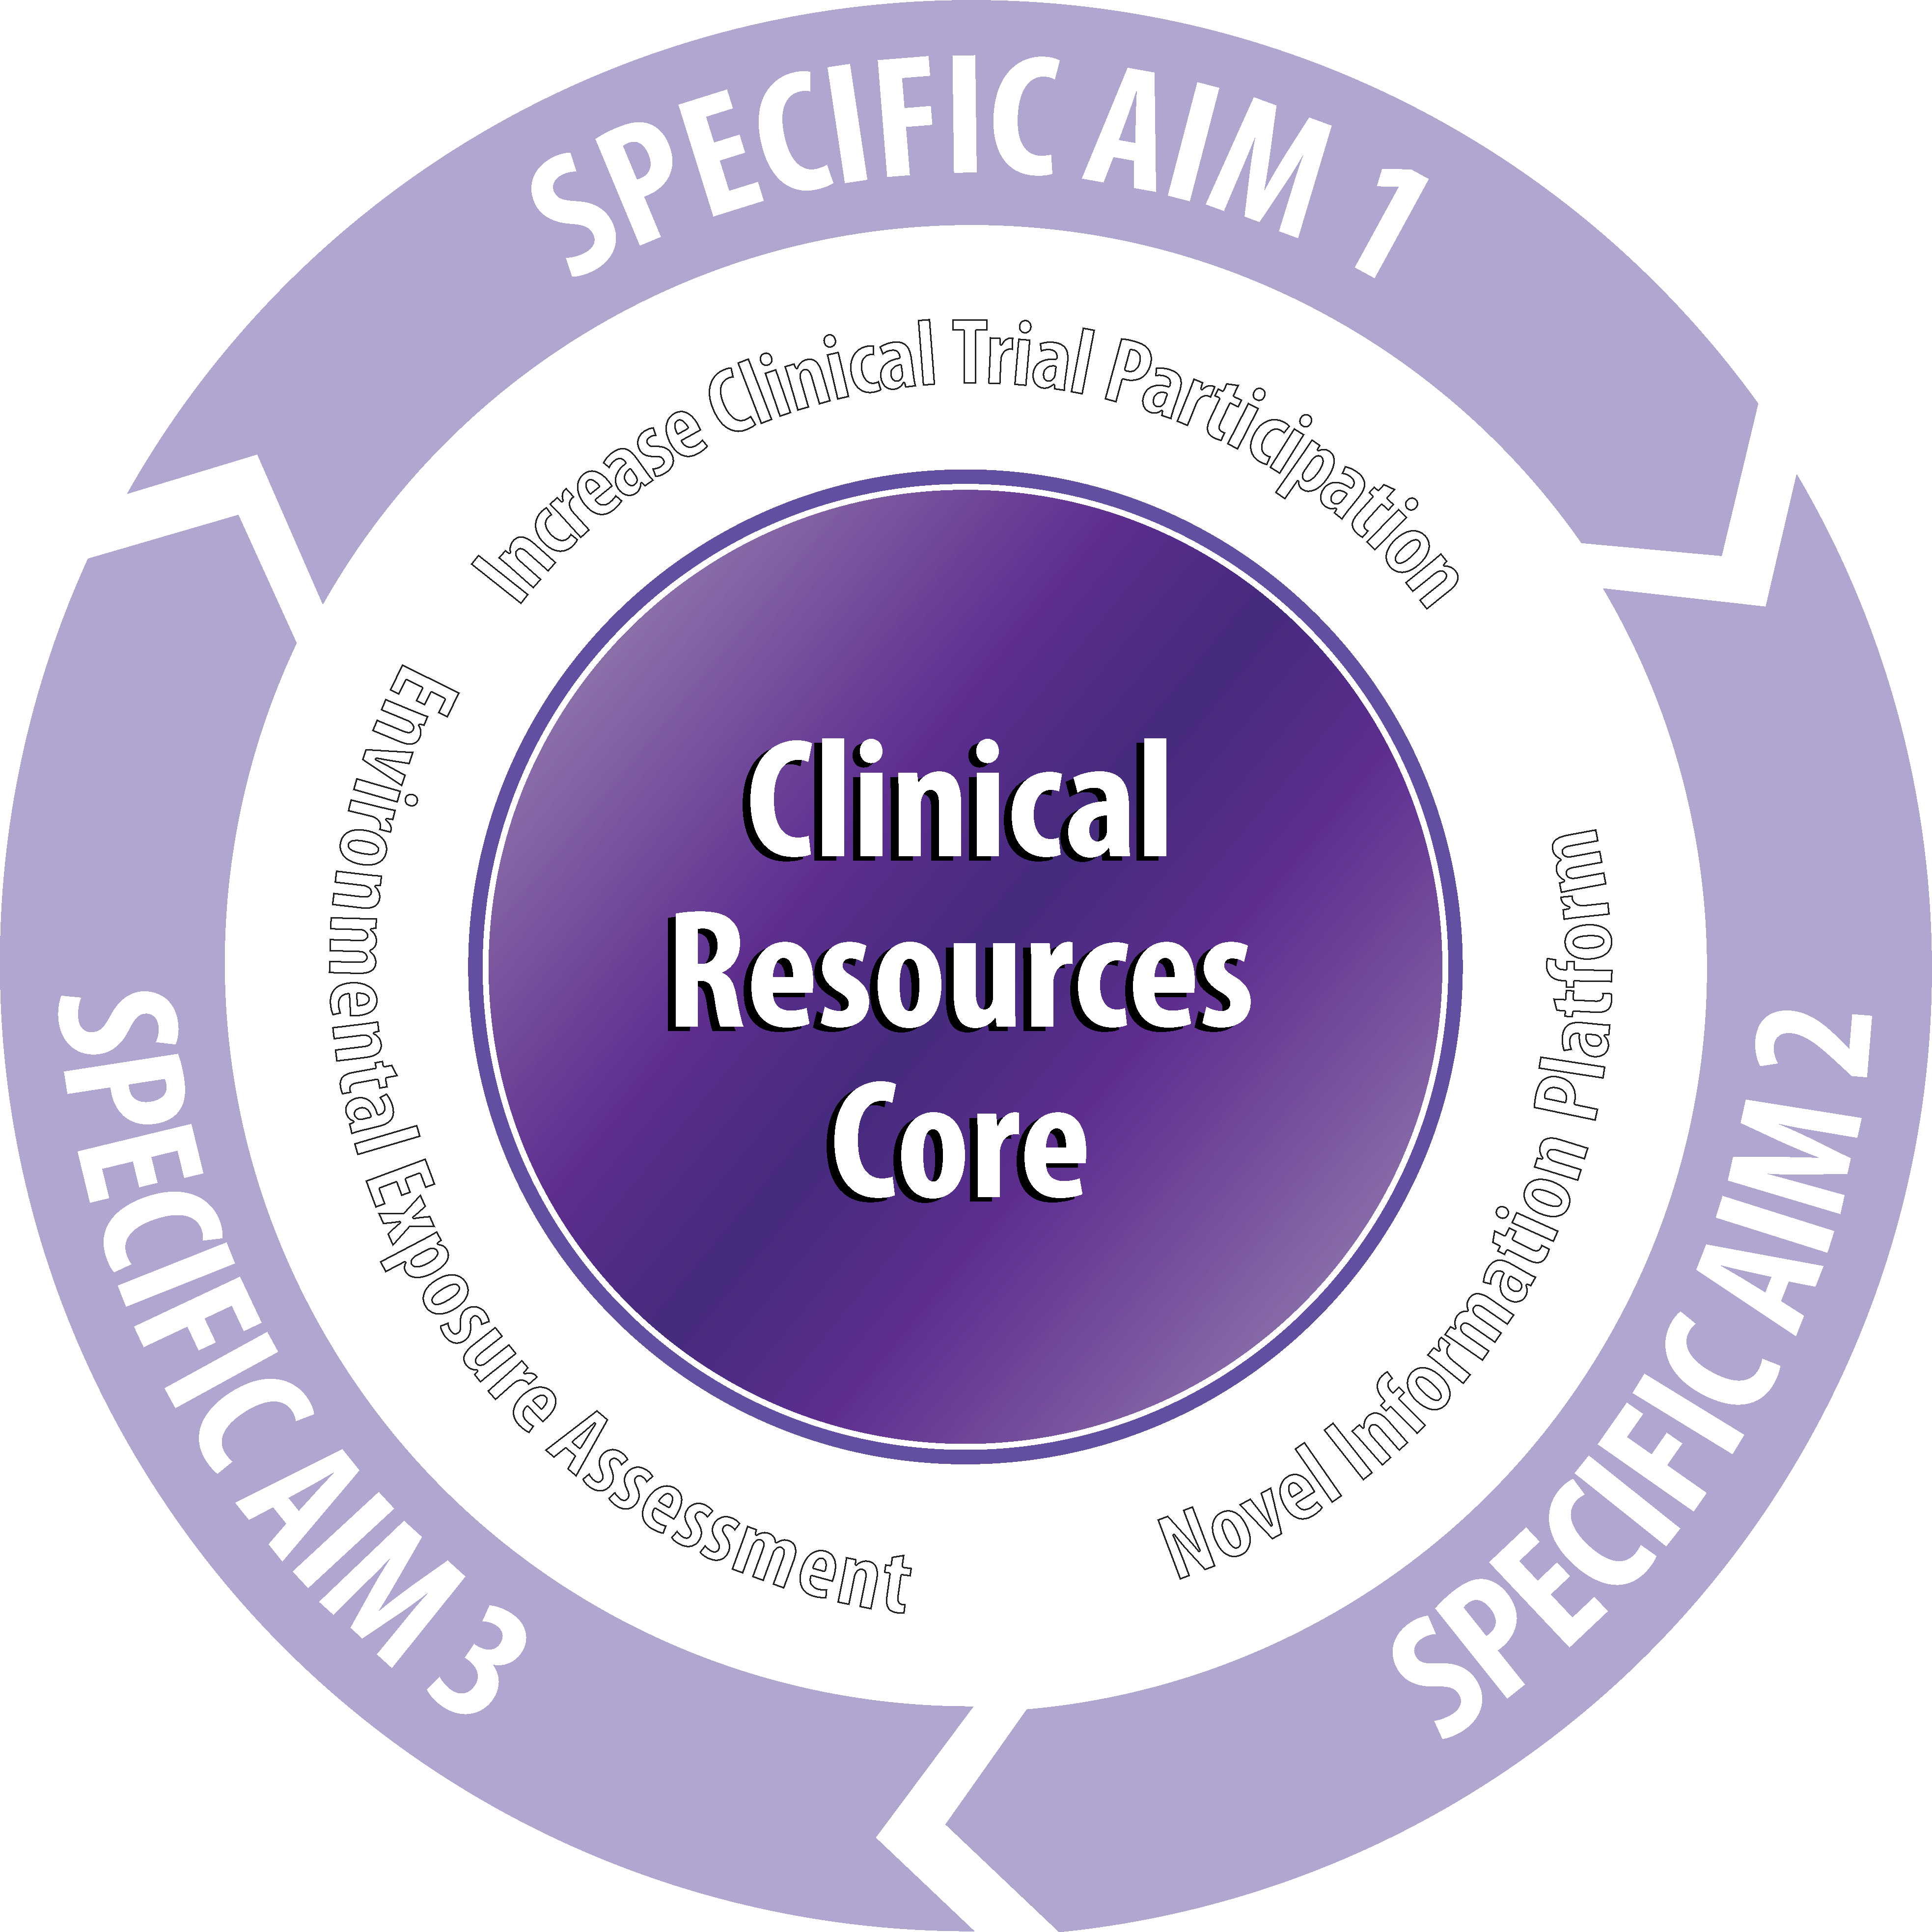 SPECIFIC AIM 1
Increase Clinical Trial Participation
SPECIFIC AIM 2
Novel Information Platform
SPECIFIC AIM 3
Environmental Exposure Assessment
Clinical
Resources
Core